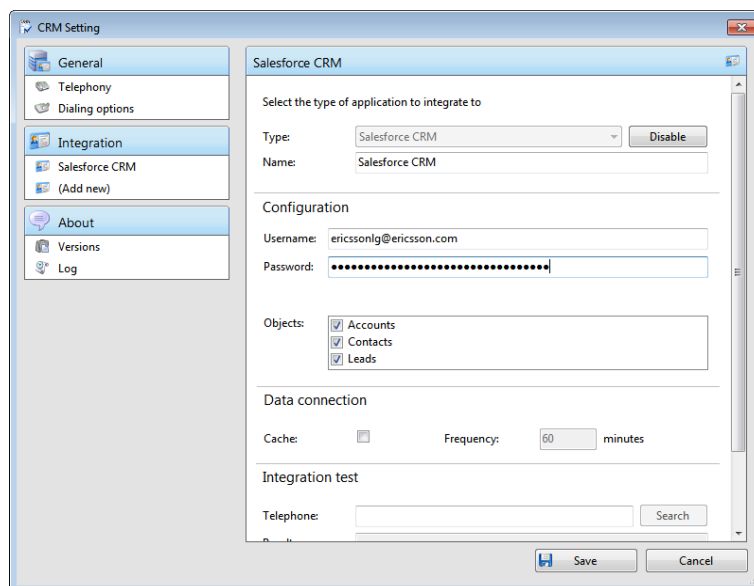 CRM Setting
General
Telephony
Dialing options
Integration
Salesforce CRM
(Add new)
About
Versions
Log
Salesforce CRM
Select the type of application to integrate to
Type: Salesforce CRM Disable
Name: Salesforce CRM
Configuration
Username: ericssonlg@ericsson.com
Password:
Objects: Accounts
Contacts
Leads
Data connection
Cache: Frequency: 60 minutes
Integration test
Telephone: Search
Save Cancel